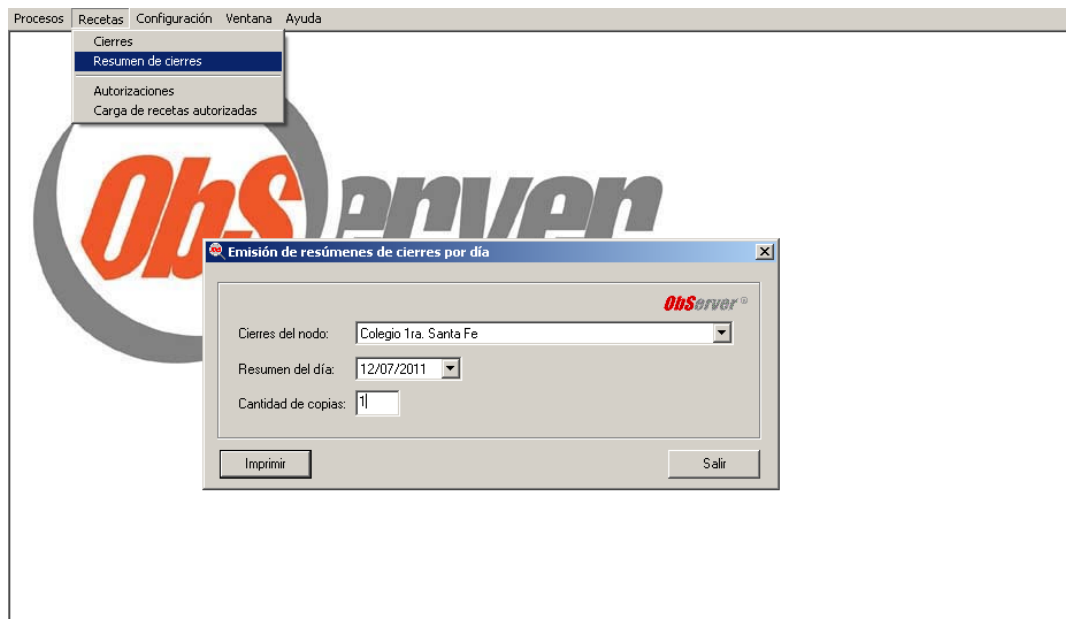 Procesos Recetas Configuración Ventana Ayuda
Cierres
Resumen de cierres
Autorizaciones
Carga de recetas autorizadas
ObServer
Emisión de resúmenes de cierres por día
ObServer ®
Cierres del nodo: Colegio 1ra. Santa Fe
Resumen del día: 12/07/2011
Cantidad de copias: 1
Imprimir Salir